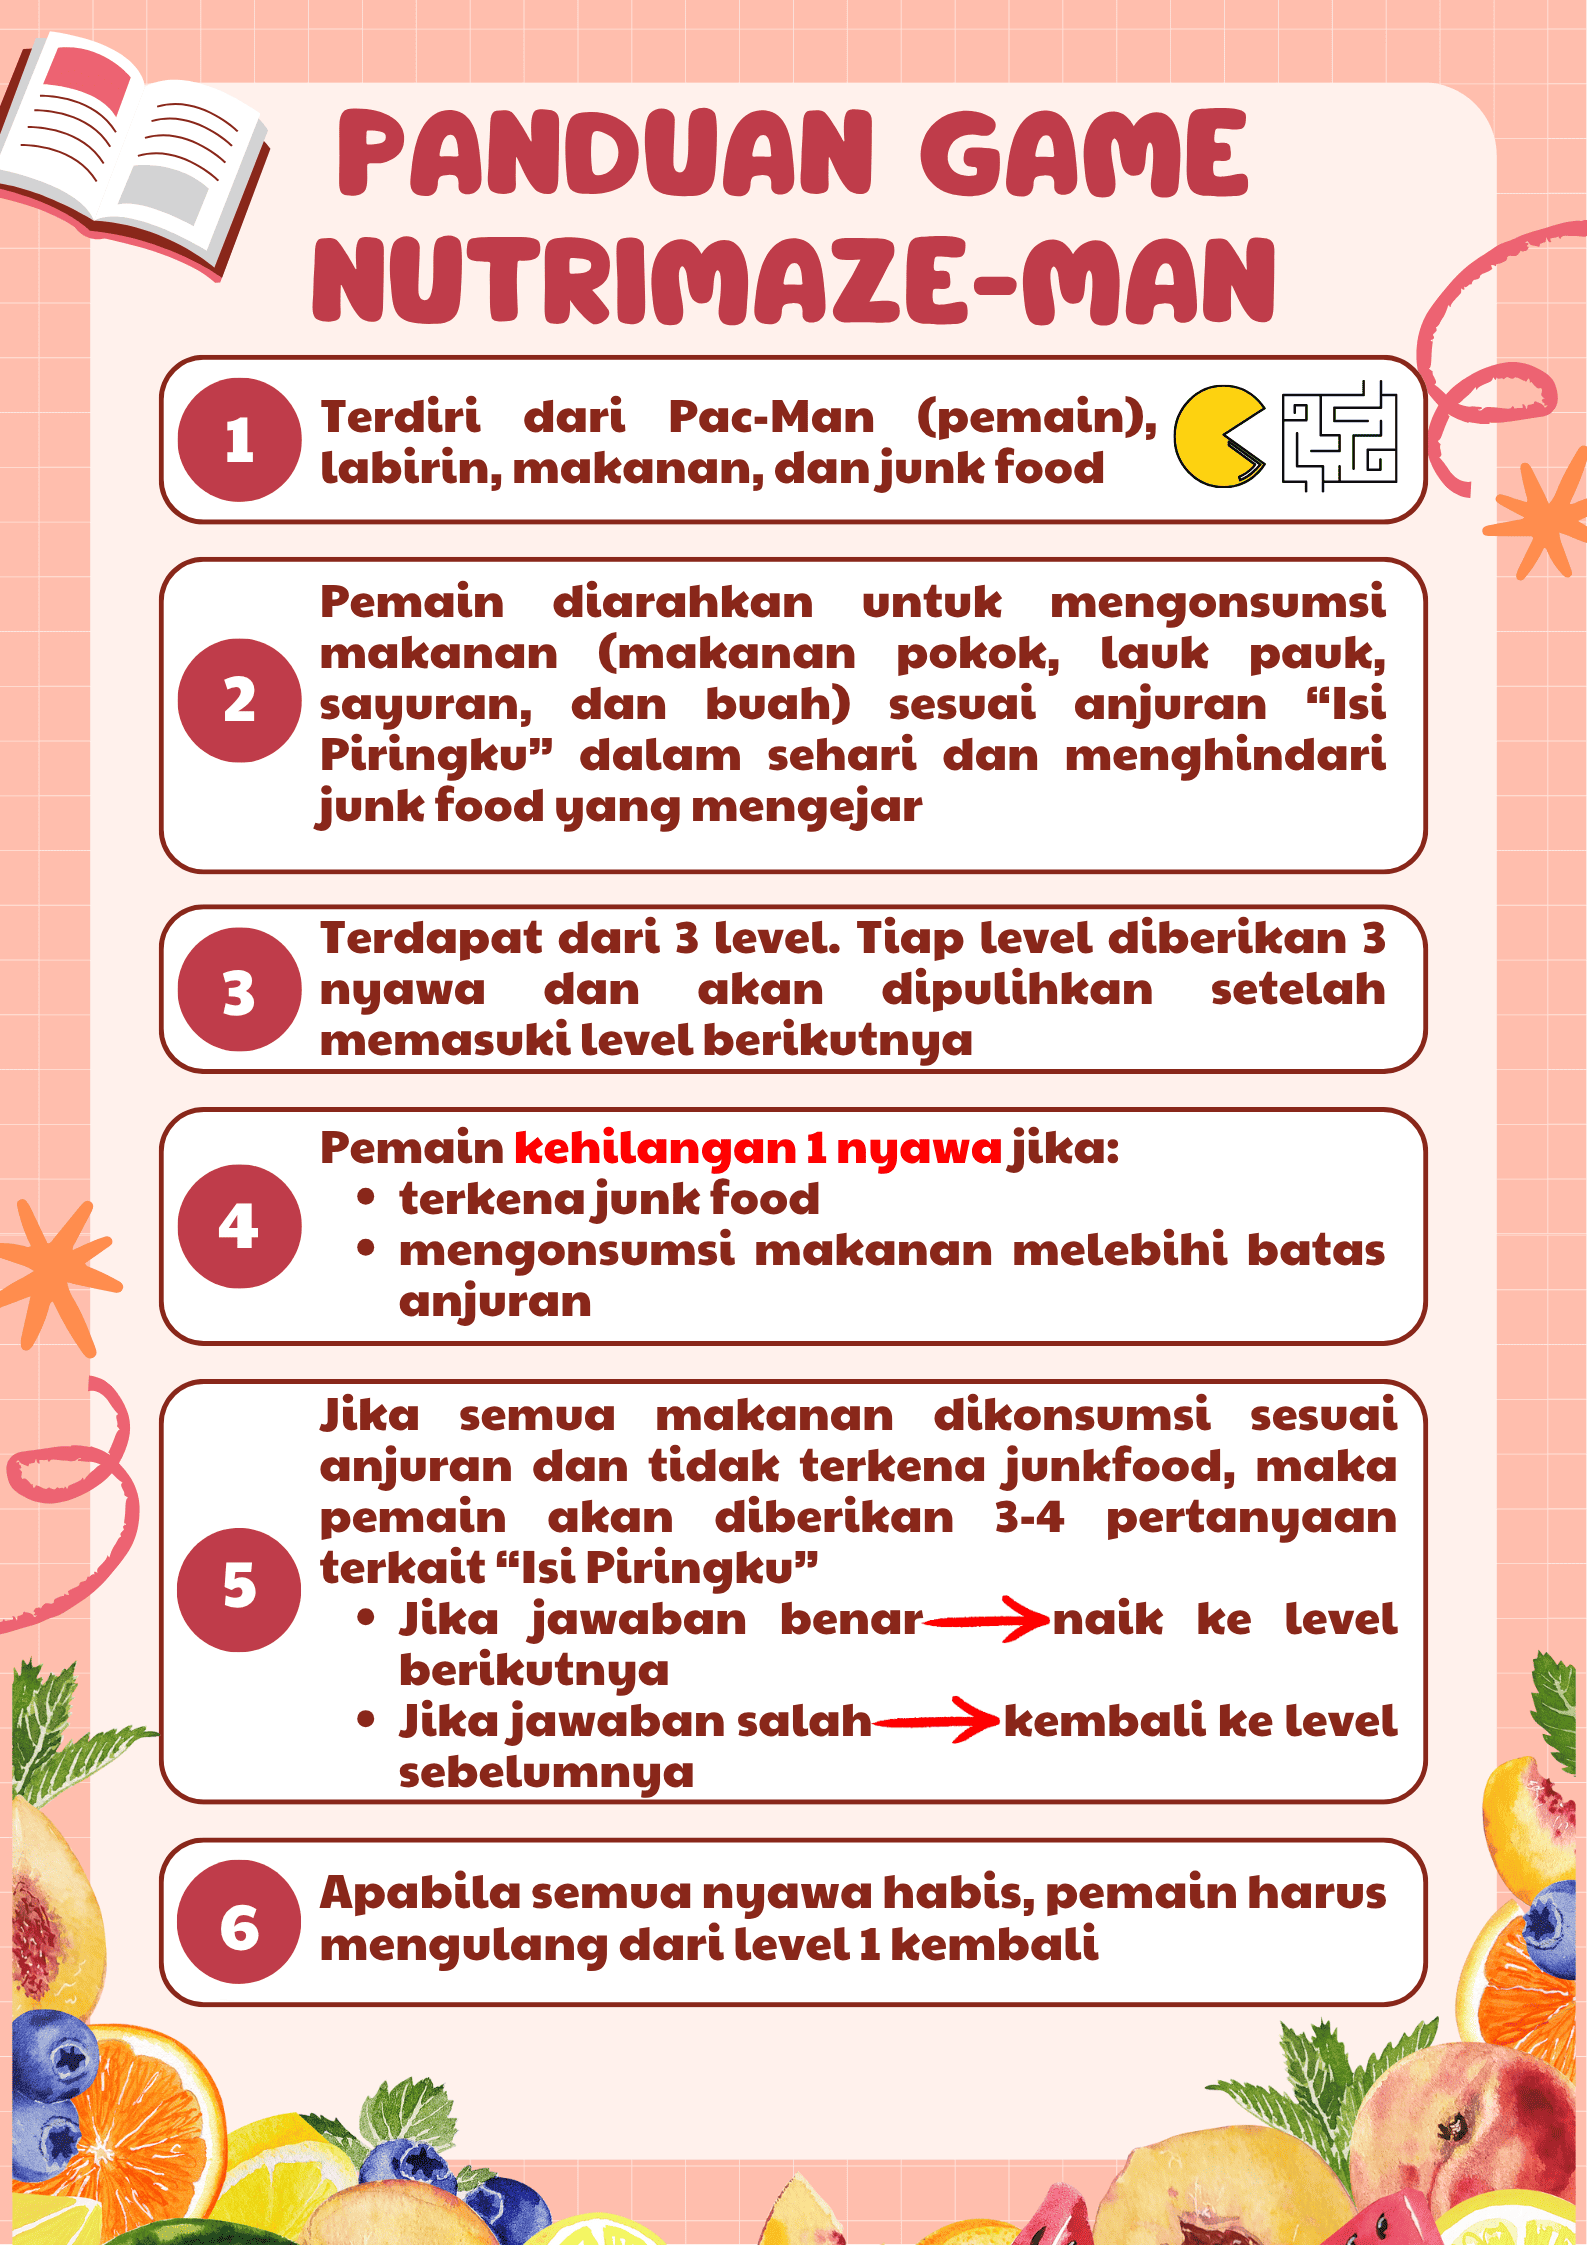 PANDUAN GAME
NUTRIMAZE-MAN
1
Terdiri dari Pac-Man (pemain),
labirin, makanan, dan junk food
2
Pemain diarahkan untuk mengonsumsi
makanan (makanan pokok, lauk pauk,
sayuran, dan buah) sesuai anjuran “Isi
Piringku” dalam sehari dan menghindari
junk food yang mengejar
3
Terdapat dari 3 level. Tiap level diberikan 3
nyawa dan akan dipulihkan setelah
memasuki level berikutnya
4
Pemain kehilangan 1 nyawa jika:
• terkena junk food
• mengonsumsi makanan melebihi batas
anjuran
5
Jika semua makanan dikonsumsi sesuai
anjuran dan tidak terkena junkfood, maka
pemain akan diberikan 3-4 pertanyaan
terkait “Isi Piringku”
• Jika jawaban benar → naik ke level
berikutnya
• Jika jawaban salah → kembali ke level
sebelumnya
6
Apabila semua nyawa habis, pemain harus
mengulang dari level 1 kembali